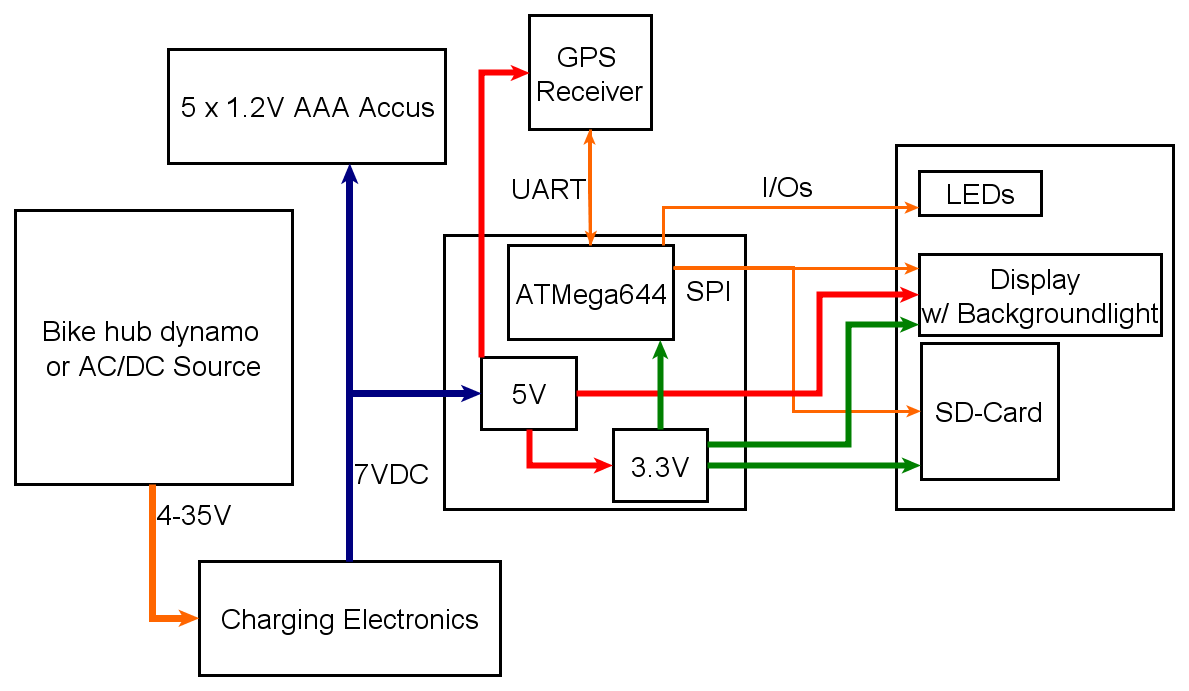 GPS
Receiver
5 x 1.2V AAA Accus
UART
I/Os
LEDs
Bike hub dynamo
or AC/DC Source
ATMega644
SPI
Display
w/ Backgroundlight
5V
SD-Card
3.3V
7VDC
4-35V
Charging Electronics